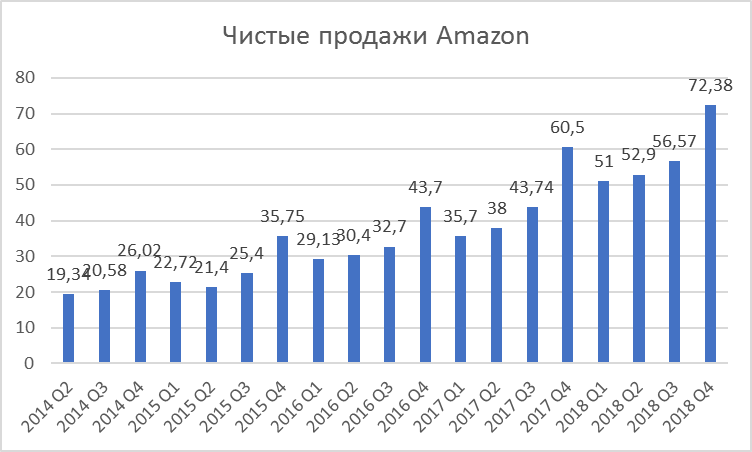 Чистые продажи Amazon
80
70
60
50
40
30
20
10
0
19,34
20,58
26,02
22,72
21,4
25,4
35,75
29,13
30,4
32,7
43,7
35,7
38
43,74
60,5
51
52,9
56,57
72,38
2014 Q2
2014 Q3
2014 Q4
2015 Q1
2015 Q2
2015 Q3
2015 Q4
2016 Q1
2016 Q2
2016 Q3
2016 Q4
2017 Q1
2017 Q2
2017 Q3
2017 Q4
2018 Q1
2018 Q2
2018 Q3
2018 Q4